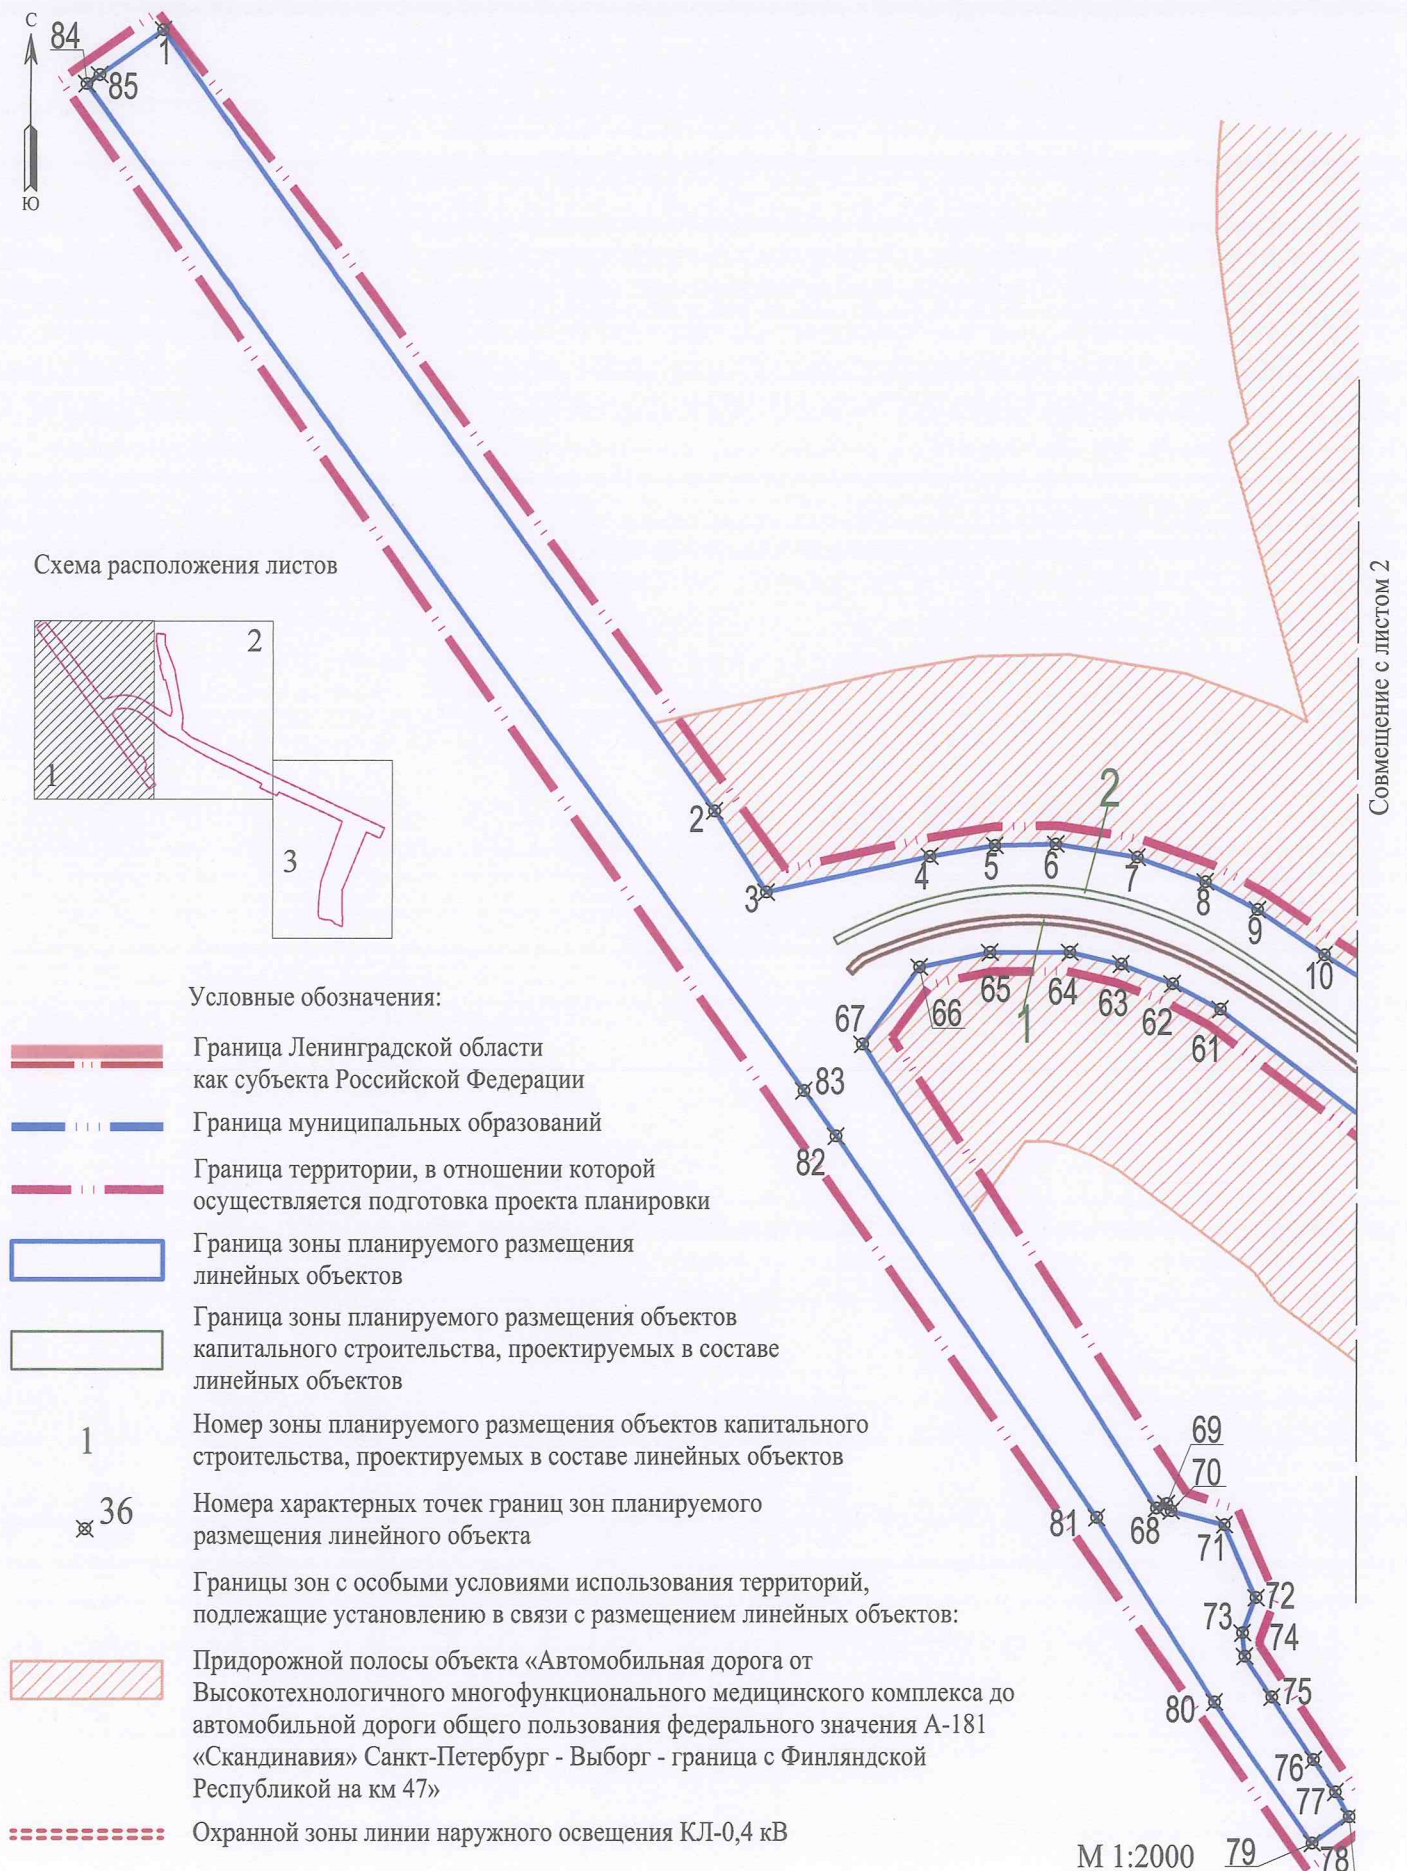 С
84
1
85
Ю
Схема расположения листов
2
1
3
Совмещение с листом 2
2
2
3
4
5
6
7
8
9
10
67
66
65
64
63
62
61
1
83
82
Условные обозначения:
Граница Ленинградской области
как субъекта Российской Федерации
Граница муниципальных образований
Граница территории, в отношении которой
осуществляется подготовка проекта планировки
Граница зоны планируемого размещения
линейных объектов
Граница зоны планируемого размещения объектов
капитального строительства, проектируемых в составе
линейных объектов
1
Номер зоны планируемого размещения объектов капитального
строительства, проектируемых в составе линейных объектов
36
Номера характерных точек границ зон планируемого
размещения линейного объекта
Границы зон с особыми условиями использования территорий,
подлежащие установлению в связи с размещением линейных объектов:
Придорожной полосы объекта «Автомобильная дорога от
Высокотехнологичного многофункционального медицинского комплекса до
автомобильной дороги общего пользования федерального значения А-181
«Скандинавия» Санкт-Петербург - Выборг - граница с Финляндской
Республикой на км 47»
Охранной зоны линии наружного освещения КЛ-0,4 кВ
69
70
81
68
71
72
73
74
75
80
76
77
79
78
М 1:2000